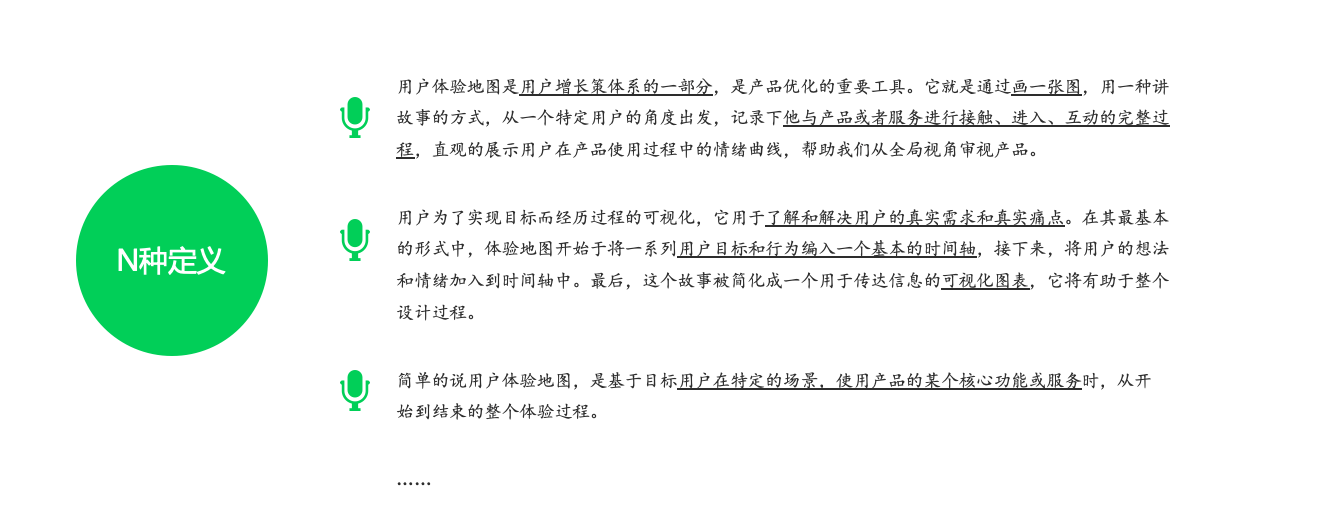 N种定义
用户体验地图是用户增长策体系的一部分，是产品优化的重要工具。它就是通过画一张图，用一种讲
故事的方式，从一个特定用户的角度出发，记录下他与产品或者服务进行接触、进入、互动的完整过
程，直观的展示用户在产品使用过程中的情绪曲线，帮助我们从全局视角审视产品。
用户为了实现目标而经历过程的可视化，它用于了解和解决用户的真实需求和真实痛点。在其最基本
的形式中，体验地图开始于将一系列用户目标和行为编入一个基本的时间轴，接下来，将用户的想法
和情绪加入到时间轴中。最后，这个故事被简化成一个用于传达信息的可视化图表，它将有助于整个
设计过程。
简单的说用户体验地图，是基于目标用户在特定的场景，使用产品的某个核心功能或服务时，从开
始到结束的整个体验过程。
……